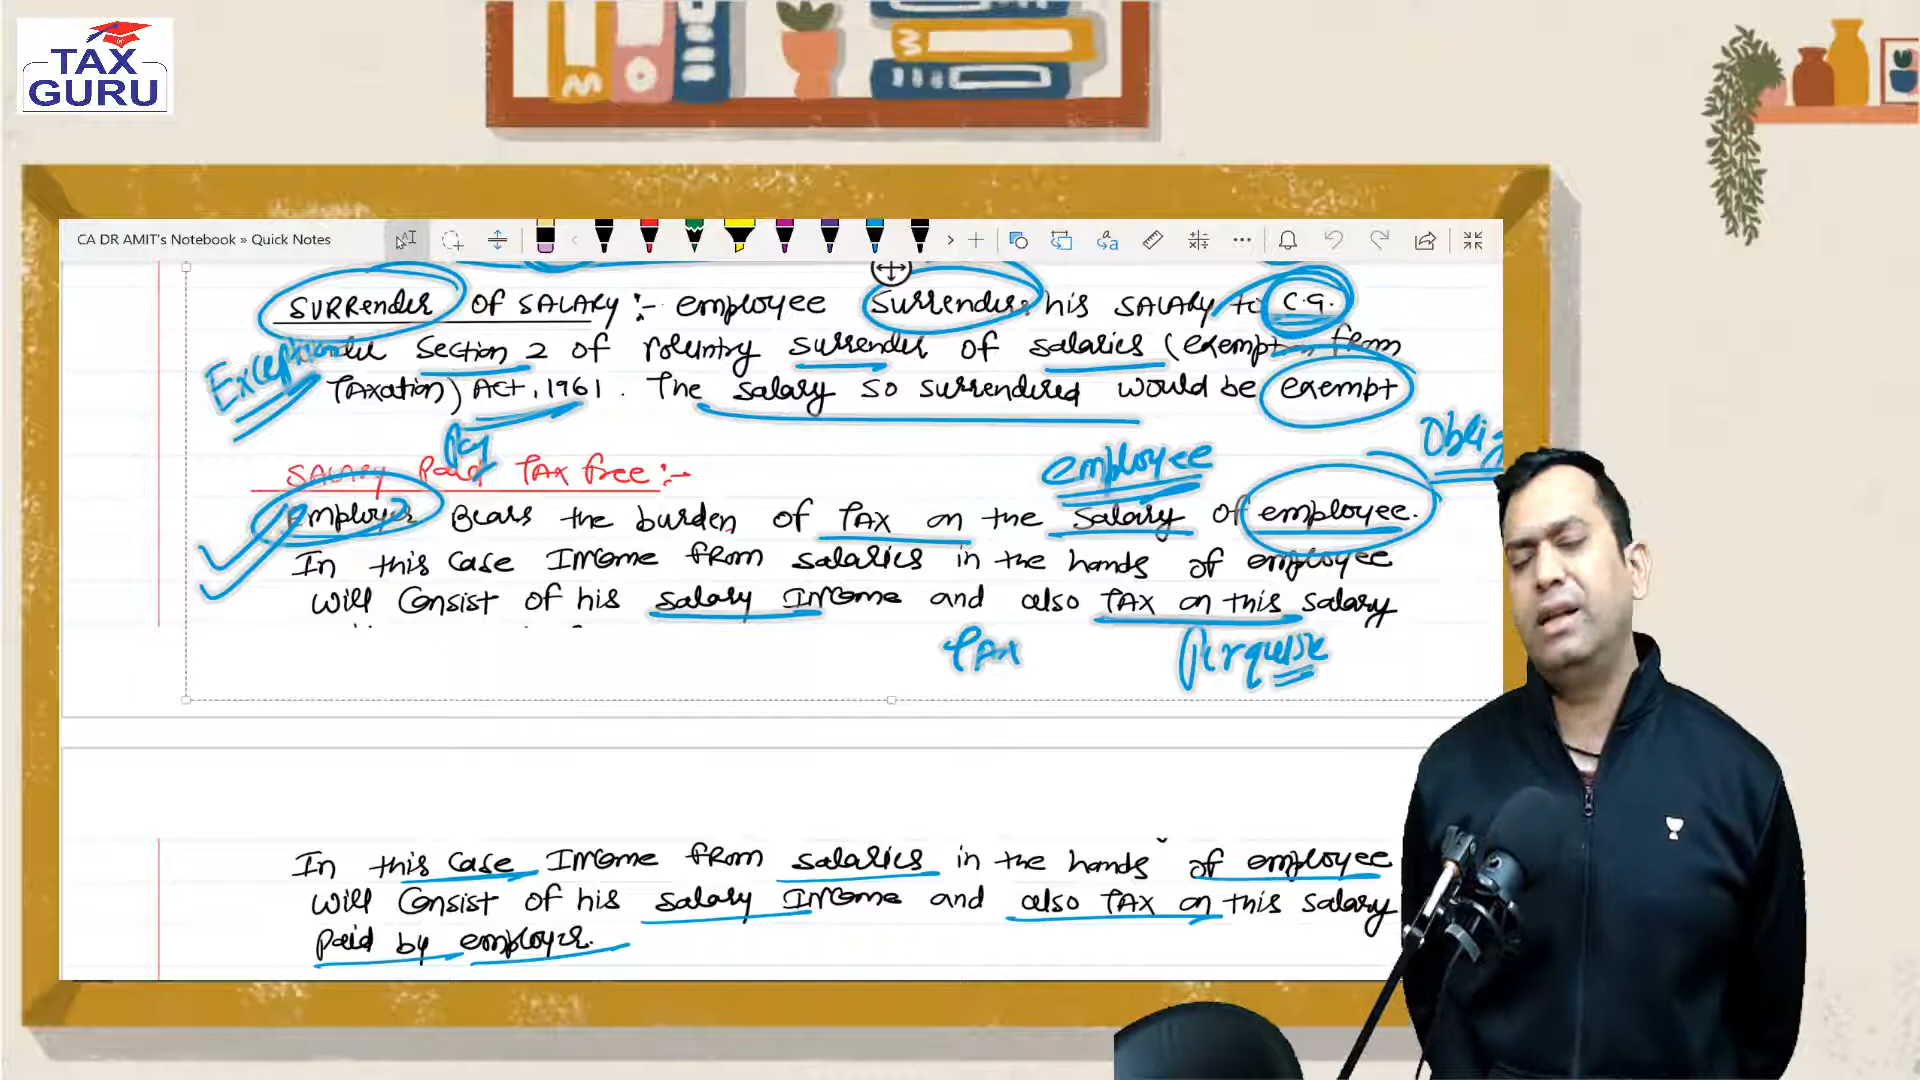 TAX
GURU
CA DR AMIT's Notebook » Quick Notes
SURRender OF SALARY :- employee Surrenders his SALARY to C.G.
Section 2 of voluntry surrender of salaries (exemption from
Exception
TAxation) ACT, 1961. The salary so surrendered would be exempt
Pay
employee
SALARY Paid TAX free :-
Employer Bears the burden of TAX on the salary of employee.
In this case Income from salaries in the hands of employee
will consist of his salary Income and also TAX on this salary
TAX
In this case Income from salaries in the hands of employee
will consist of his salary Income and also TAX on this salary
paid by employer.